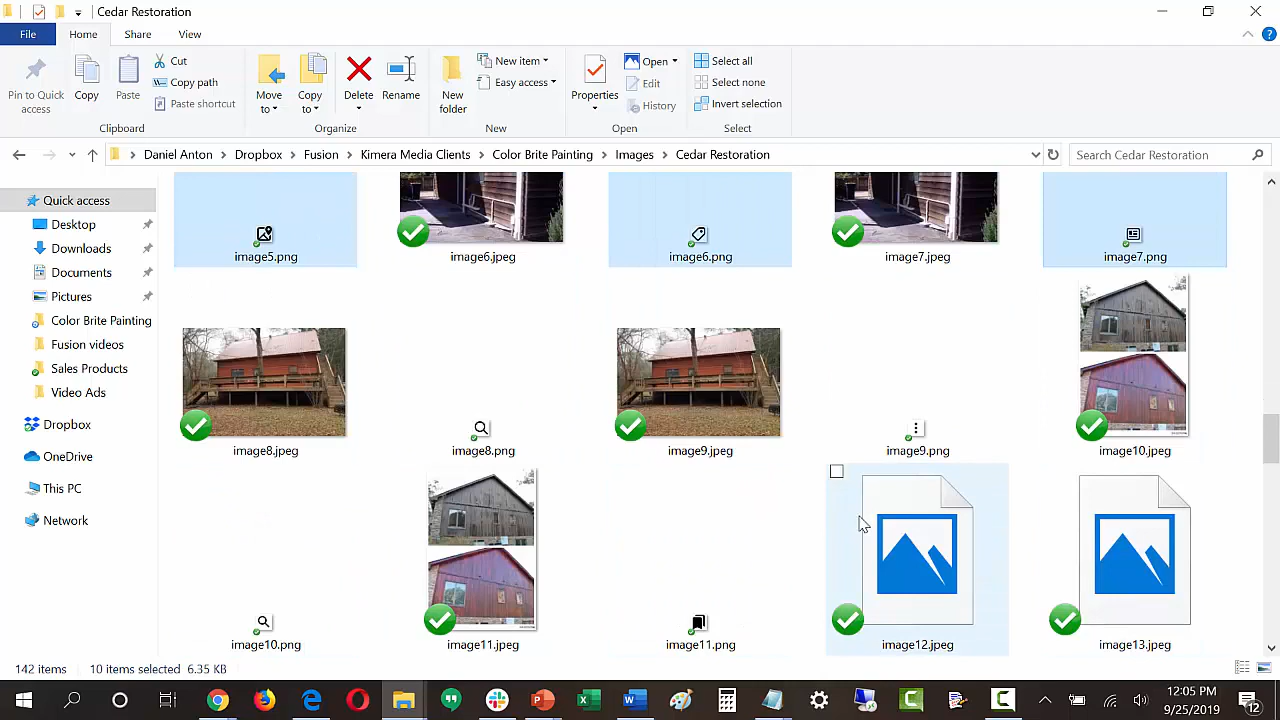 Cedar Restoration
File Home Share View
Pin to Quick access
Copy
Paste
Cut
Copy path
Paste shortcut
Clipboard
Move to
Copy to
Delete
Rename
Organize
New folder
New item
Easy access
New
Properties
Open
Edit
History
Open
Select all
Select none
Invert selection
Select
Daniel Anton > Dropbox > Fusion > Kimera Media Clients > Color Brite Painting > Images > Cedar Restoration
Search Cedar Restoration
Quick access
Desktop
Downloads
Documents
Pictures
Color Brite Painting
Fusion videos
Sales Products
Video Ads
Dropbox
OneDrive
This PC
Network
image5.png image6.jpeg image6.png image7.jpeg image7.png
image8.jpeg image8.png image9.jpeg image9.png image10.jpeg
image10.png image11.jpeg image11.png image12.jpeg image13.jpeg
142 items 10 items selected 6.35 KB
12:02 PM
9/25/2019
12